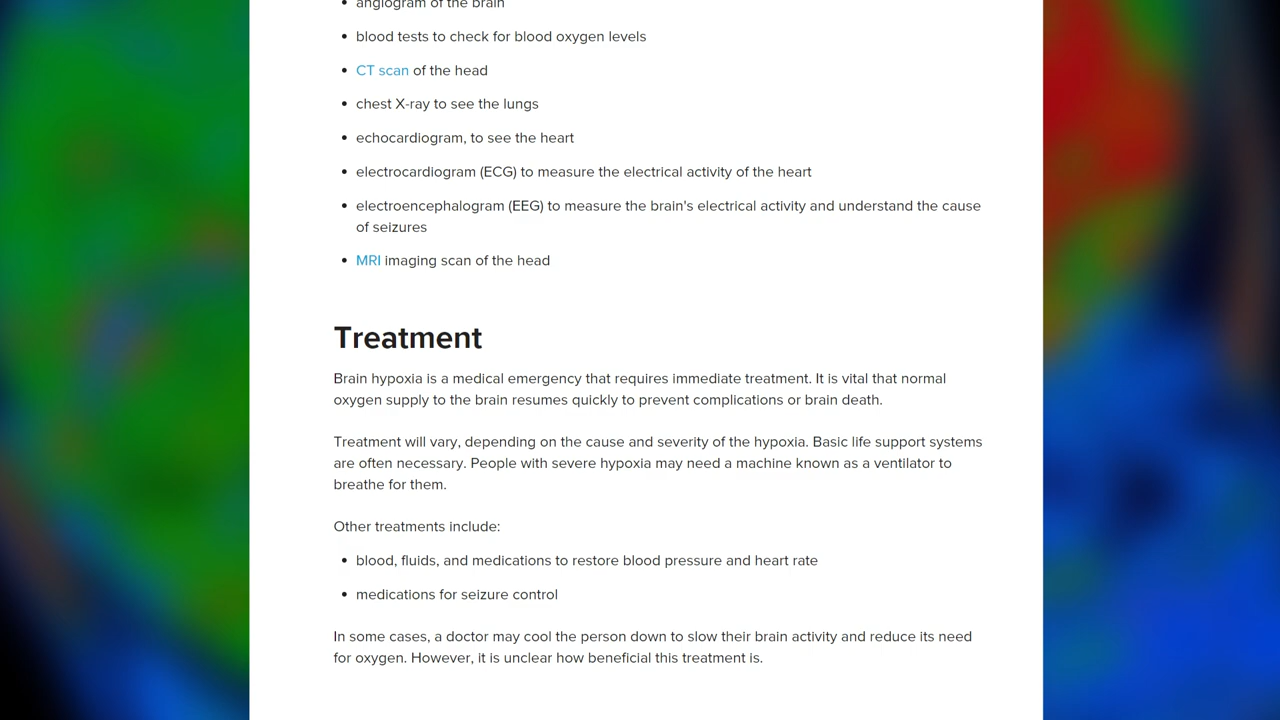 angiogram of the brain
blood tests to check for blood oxygen levels
CT scan of the head
chest X-ray to see the lungs
echocardiogram, to see the heart
electrocardiogram (ECG) to measure the electrical activity of the heart
electroencephalogram (EEG) to measure the brain's electrical activity and understand the cause
of seizures
MRI imaging scan of the head
Treatment
Brain hypoxia is a medical emergency that requires immediate treatment. It is vital that normal
oxygen supply to the brain resumes quickly to prevent complications or brain death.
Treatment will vary, depending on the cause and severity of the hypoxia. Basic life support systems
are often necessary. People with severe hypoxia may need a machine known as a ventilator to
breathe for them.
Other treatments include:
blood, fluids, and medications to restore blood pressure and heart rate
medications for seizure control
In some cases, a doctor may cool the person down to slow their brain activity and reduce its need
for oxygen. However, it is unclear how beneficial this treatment is.